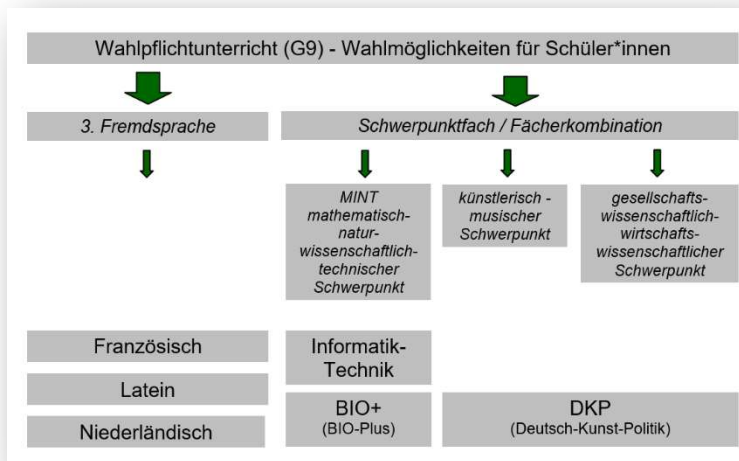 Wahlpflichtunterricht (G9) - Wahlmöglichkeiten für Schüler*innen
3. Fremdsprache
Schwerpunktfach / Fächerkombination
MINT
mathematisch-
natur-
wissenschaftlich-
technischer
Schwerpunkt
künstlerisch -
musischer
Schwerpunkt
gesellschafts-
wissenschaftlich-
wirtschafts-
wissenschaftlicher
Schwerpunkt
Französisch
Latein
Niederländisch
Informatik-
Technik
BIO+
(BIO-Plus)
DKP
(Deutsch-Kunst-Politik)